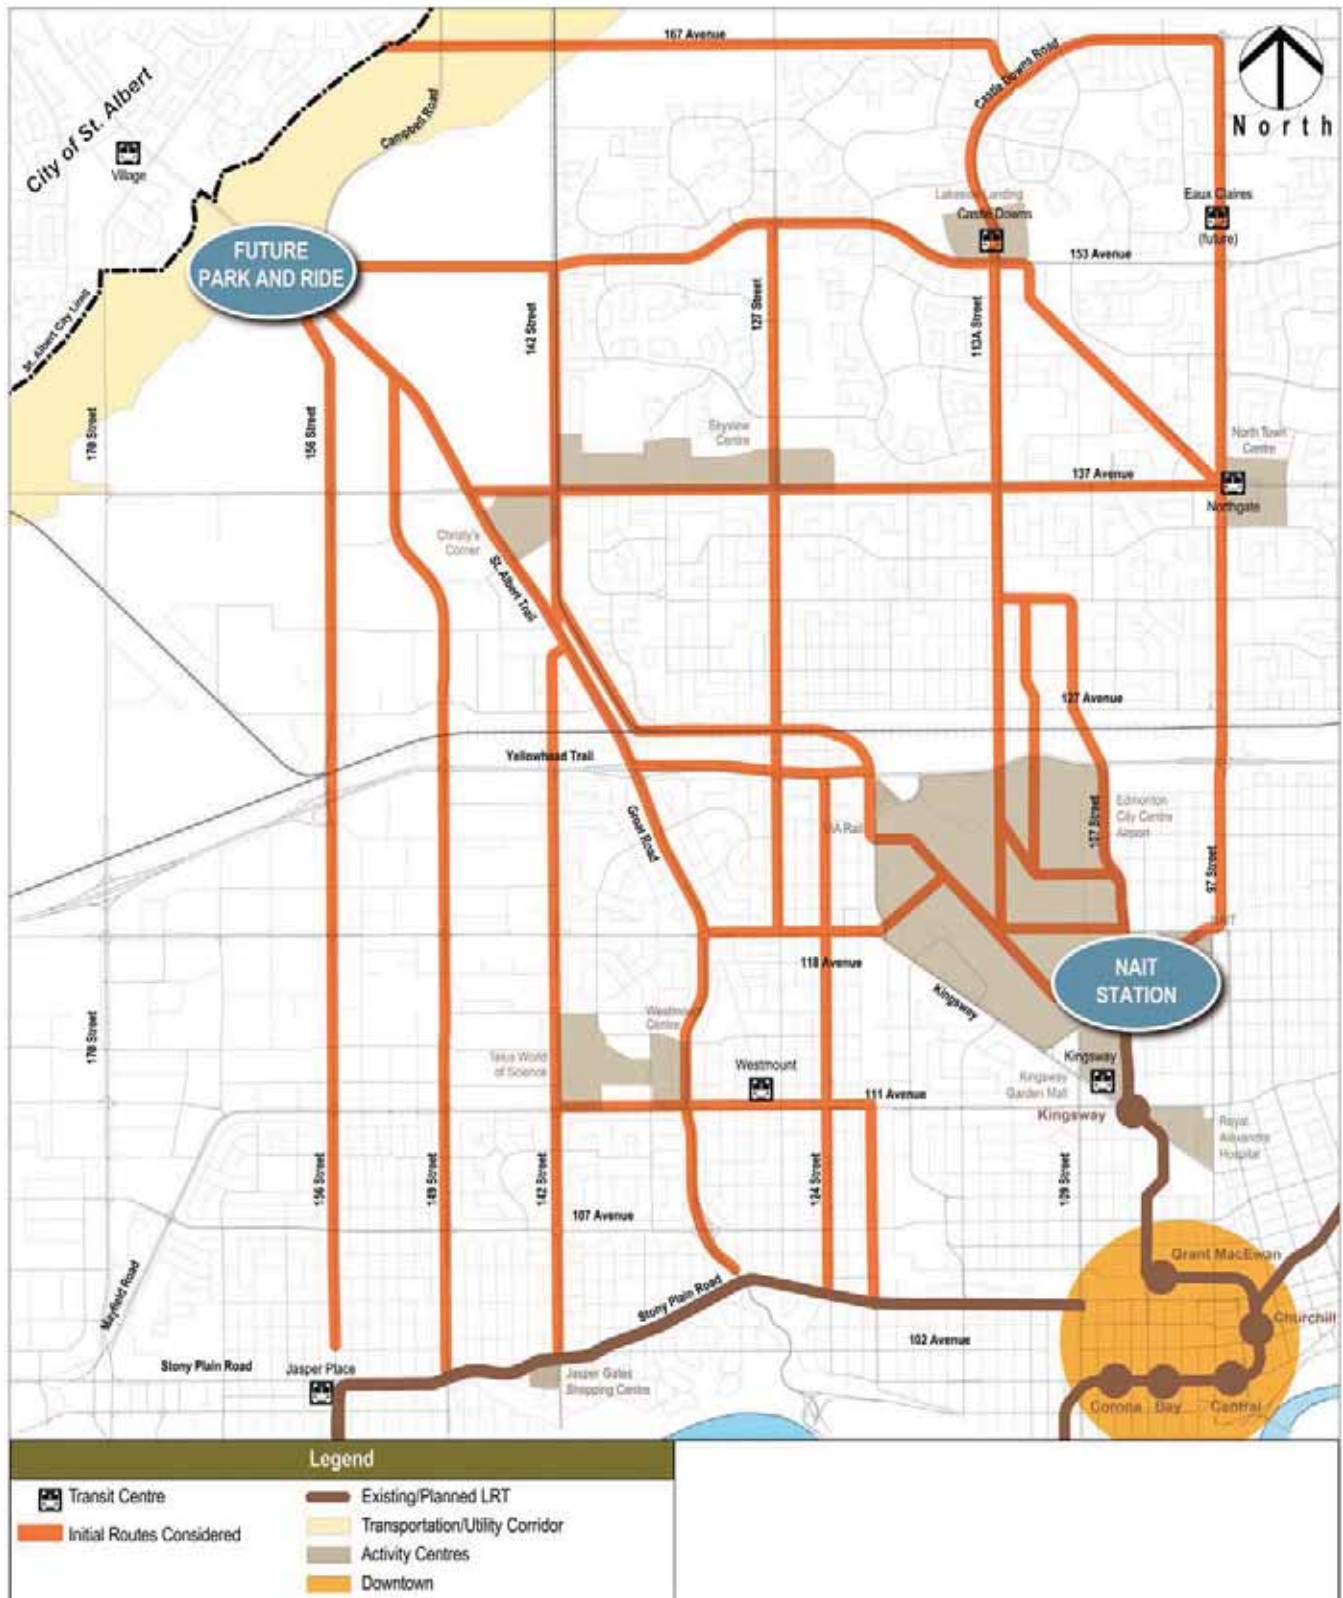 167 Avenue
Castle Downs Road
North
City of St. Albert
Campbell Road
Village
Lakeside Landing
Castle Downs
Eaux Claires
(future)
FUTURE
PARK AND RIDE
153 Avenue
St. Albert City Limit
142 Street
127 Street
113A Street
170 Street
156 Street
Skyview
Centre
North Town
Centre
137 Avenue
Northgate
Christy's
Corner
St. Albert Trail
127 Avenue
Yellowhead Trail
Groat Road
VIA Rail
107 Street
Edmonton
City Centre
Airport
97 Street
NAIT
118 Avenue
NAIT
STATION
Kingsway
170 Street
Westmount
Centre
Telus World
of Science
Westmount
Kingsway
Kingsway
Garden Mall
111 Avenue
Kingsway
Royal
Alexandra
Hospital
156 Street
149 Street
142 Street
124 Street
109 Street
107 Avenue
Grant MacEwan
Mayfield Road
Stony Plain Road
Churchill
102 Avenue
Stony Plain Road
Jasper Place
Jasper Gates
Shopping Centre
Corona
Bay
Central
Legend
Transit Centre
Existing/Planned LRT
Initial Routes Considered
Transportation/Utility Corridor
Activity Centres
Downtown